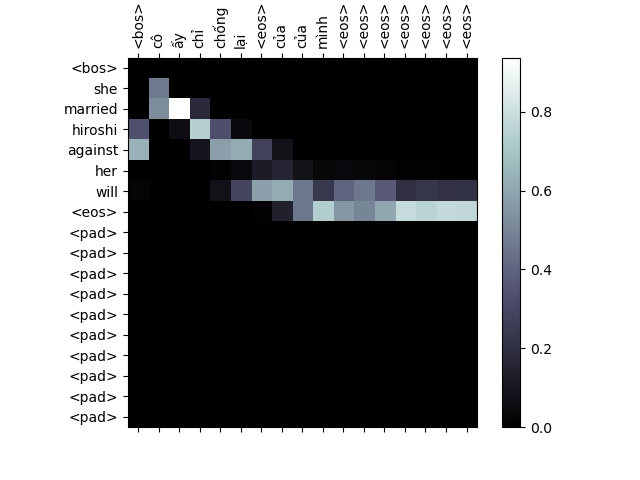 <bos> cô ấy chỉ chống lại <eos> của của mình <eos> <eos> <eos> <eos> <eos> <eos> <eos>
<bos>
she
married
hiroshi
against
her
will
<eos>
<pad>
<pad>
<pad>
<pad>
<pad>
<pad>
<pad>
<pad>
<pad>
<pad>
0.8
0.6
0.4
0.2
0.0